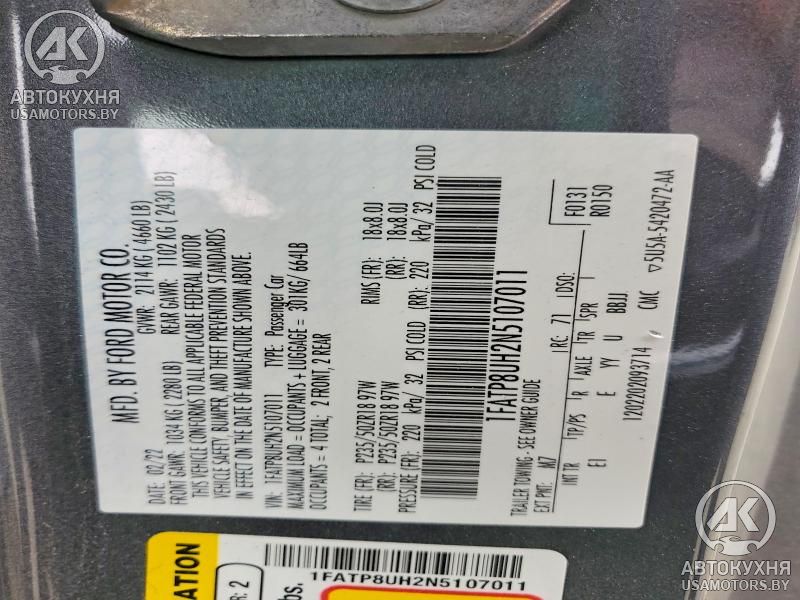 АК
АВТОКУХНЯ
USAMOTORS.BY
MFD. BY FORD MOTOR CO.
DATE: 02/22 GVWR: 2114 KG ( 4660 LB)
FRONT GAWR: 1034 KG ( 2280 LB) REAR GAWR: 1102 KG ( 2430 LB)
THIS VEHICLE CONFORMS TO ALL APPLICABLE FEDERAL MOTOR
VEHICLE SAFETY, BUMPER, AND THEFT PREVENTION STANDARDS
IN EFFECT ON THE DATE OF MANUFACTURE SHOWN ABOVE.
VIN: 1FATP8UH2N5107011 TYPE: Passenger Car
MAXIMUM LOAD = OCCUPANTS + LUGGAGE = 301KG/ 664LB
OCCUPANTS = 4 TOTAL; 2 FRONT, 2 REAR
TIRE (FR): P235/50ZR18 97W RIMS (FR): 18x8.0J
(RR): P235/50ZR18 97W (RR): 18x8.0J
PRESSURE (FR): 220 kPa/ 32 PSI COLD (RR): 220 kPa/ 32 PSI COLD
1FATP8UH2N5107011
TRAILER TOWING - SEE OWNER GUIDE
EXT PNT: M7 RC: 71 DSO: F0131
R0150
INT TR TP/PS R AXLE TR SPR
E1 E YY U BBJJ
1202202093714 CMC ▽5U5A-5420472-AA
1FATP8UH2N5107011
АК
АВТОКУХНЯ
USAMOTORS.BY